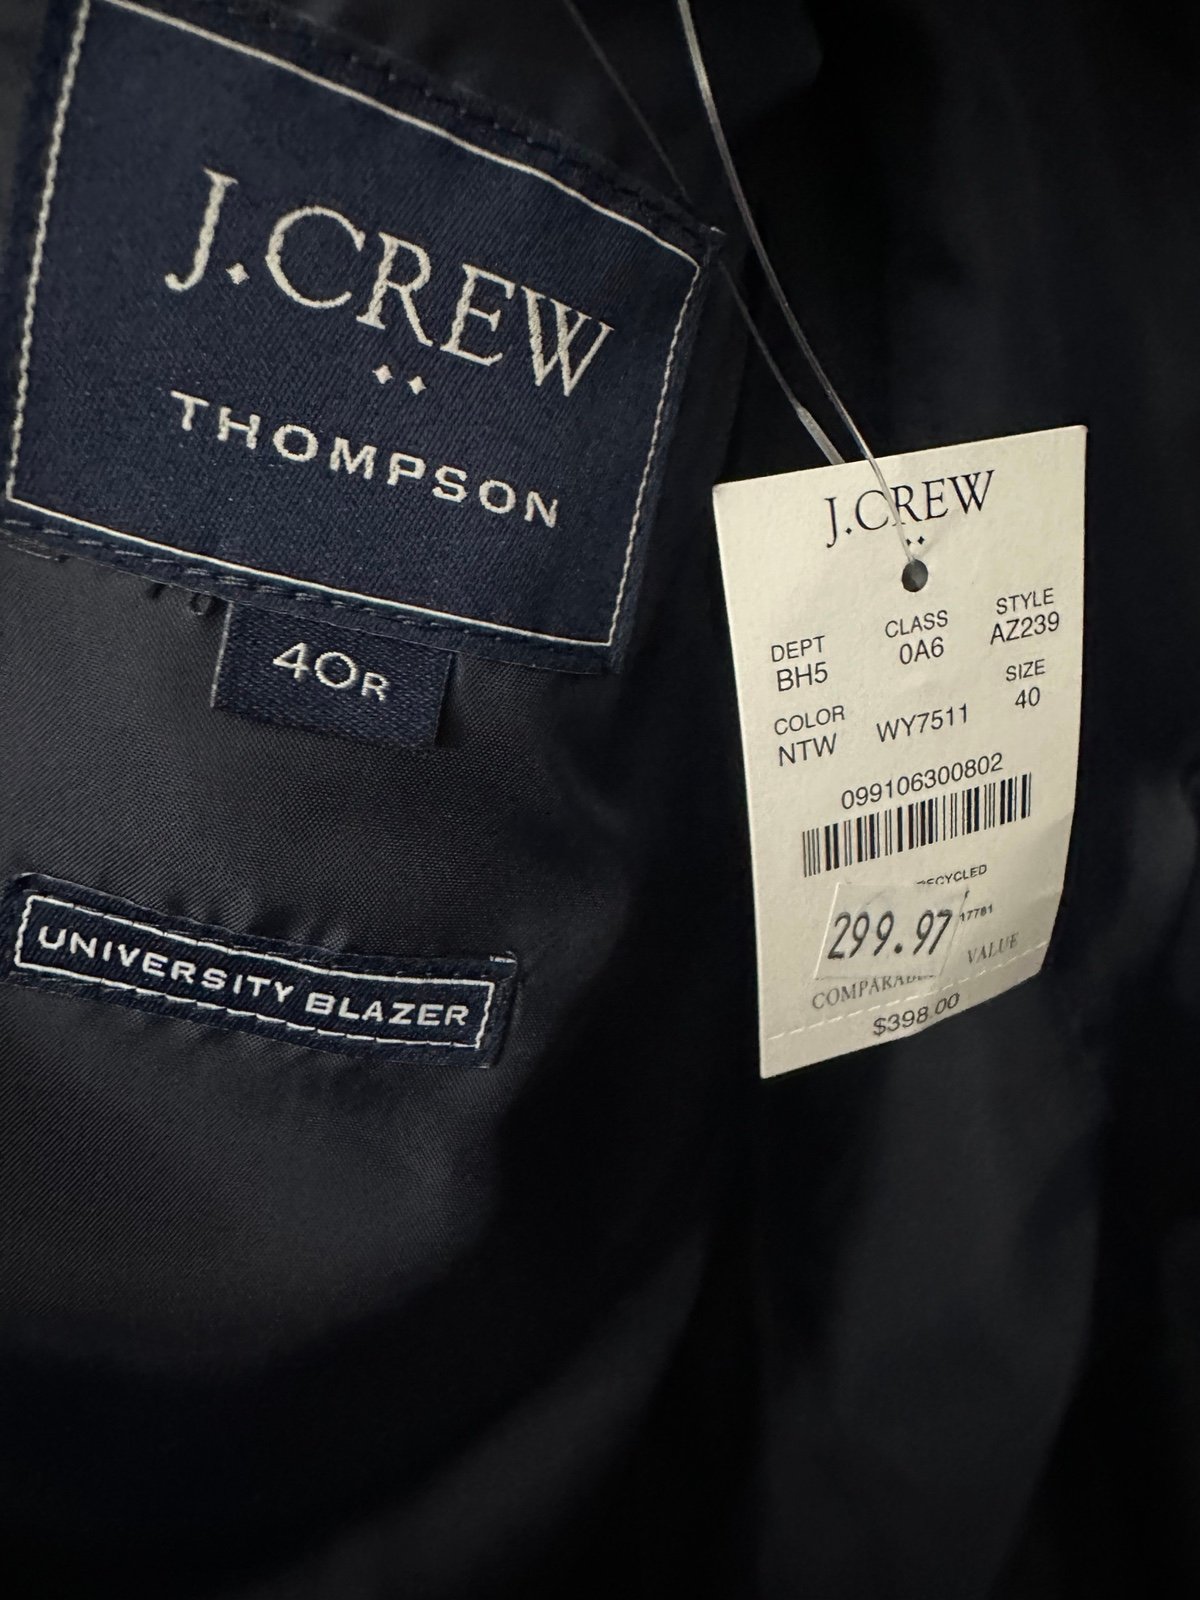 J.CREW
THOMPSON
40R
UNIVERSITY BLAZER
J.CREW
DEPT CLASS STYLE
BH5 0A6 AZ239
COLOR SIZE
NTW WY7511 40
099106300802
299.97
17781
VALUE
$398.00